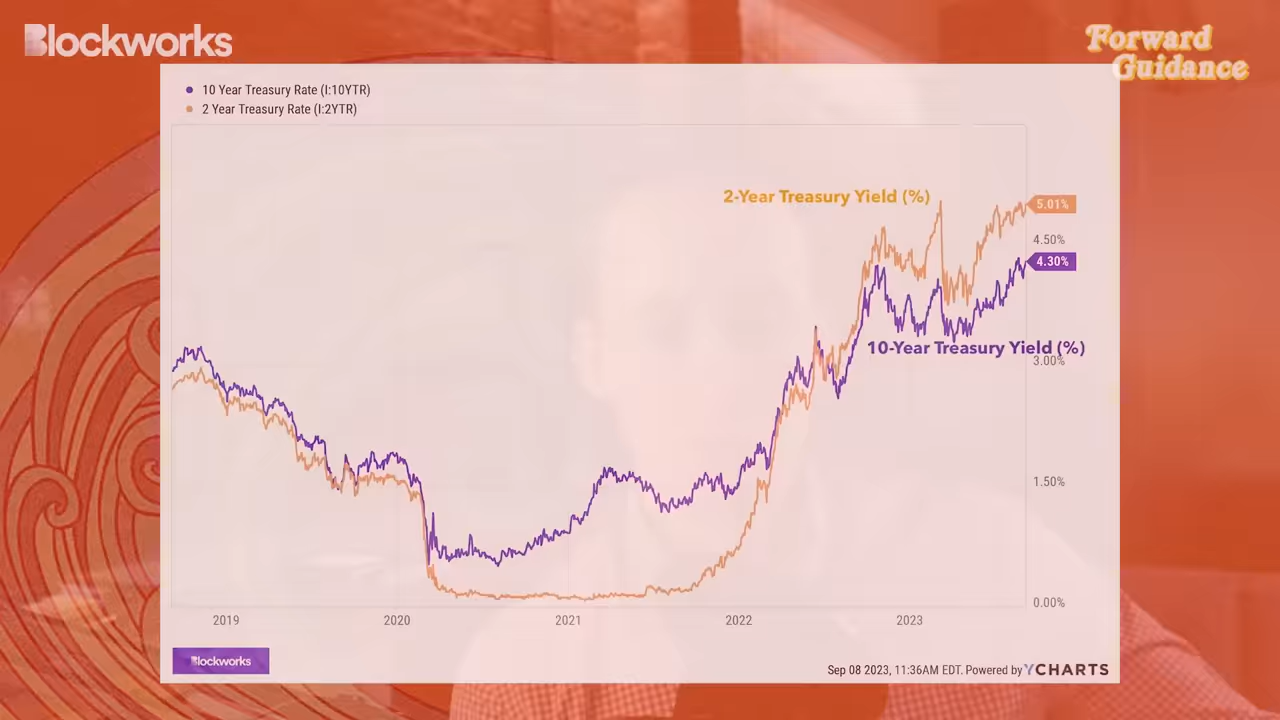 Blockworks
Forward
Guidance
10 Year Treasury Rate (I:10YTR)
2 Year Treasury Rate (I:2YTR)
2-Year Treasury Yield (%)
5.01%
4.50%
4.30%
10-Year Treasury Yield (%)
3.00%
1.50%
0.00%
2019 2020 2021 2022 2023
Blockworks
Sep 08 2023, 11:36AM EDT. Powered by YCHARTS